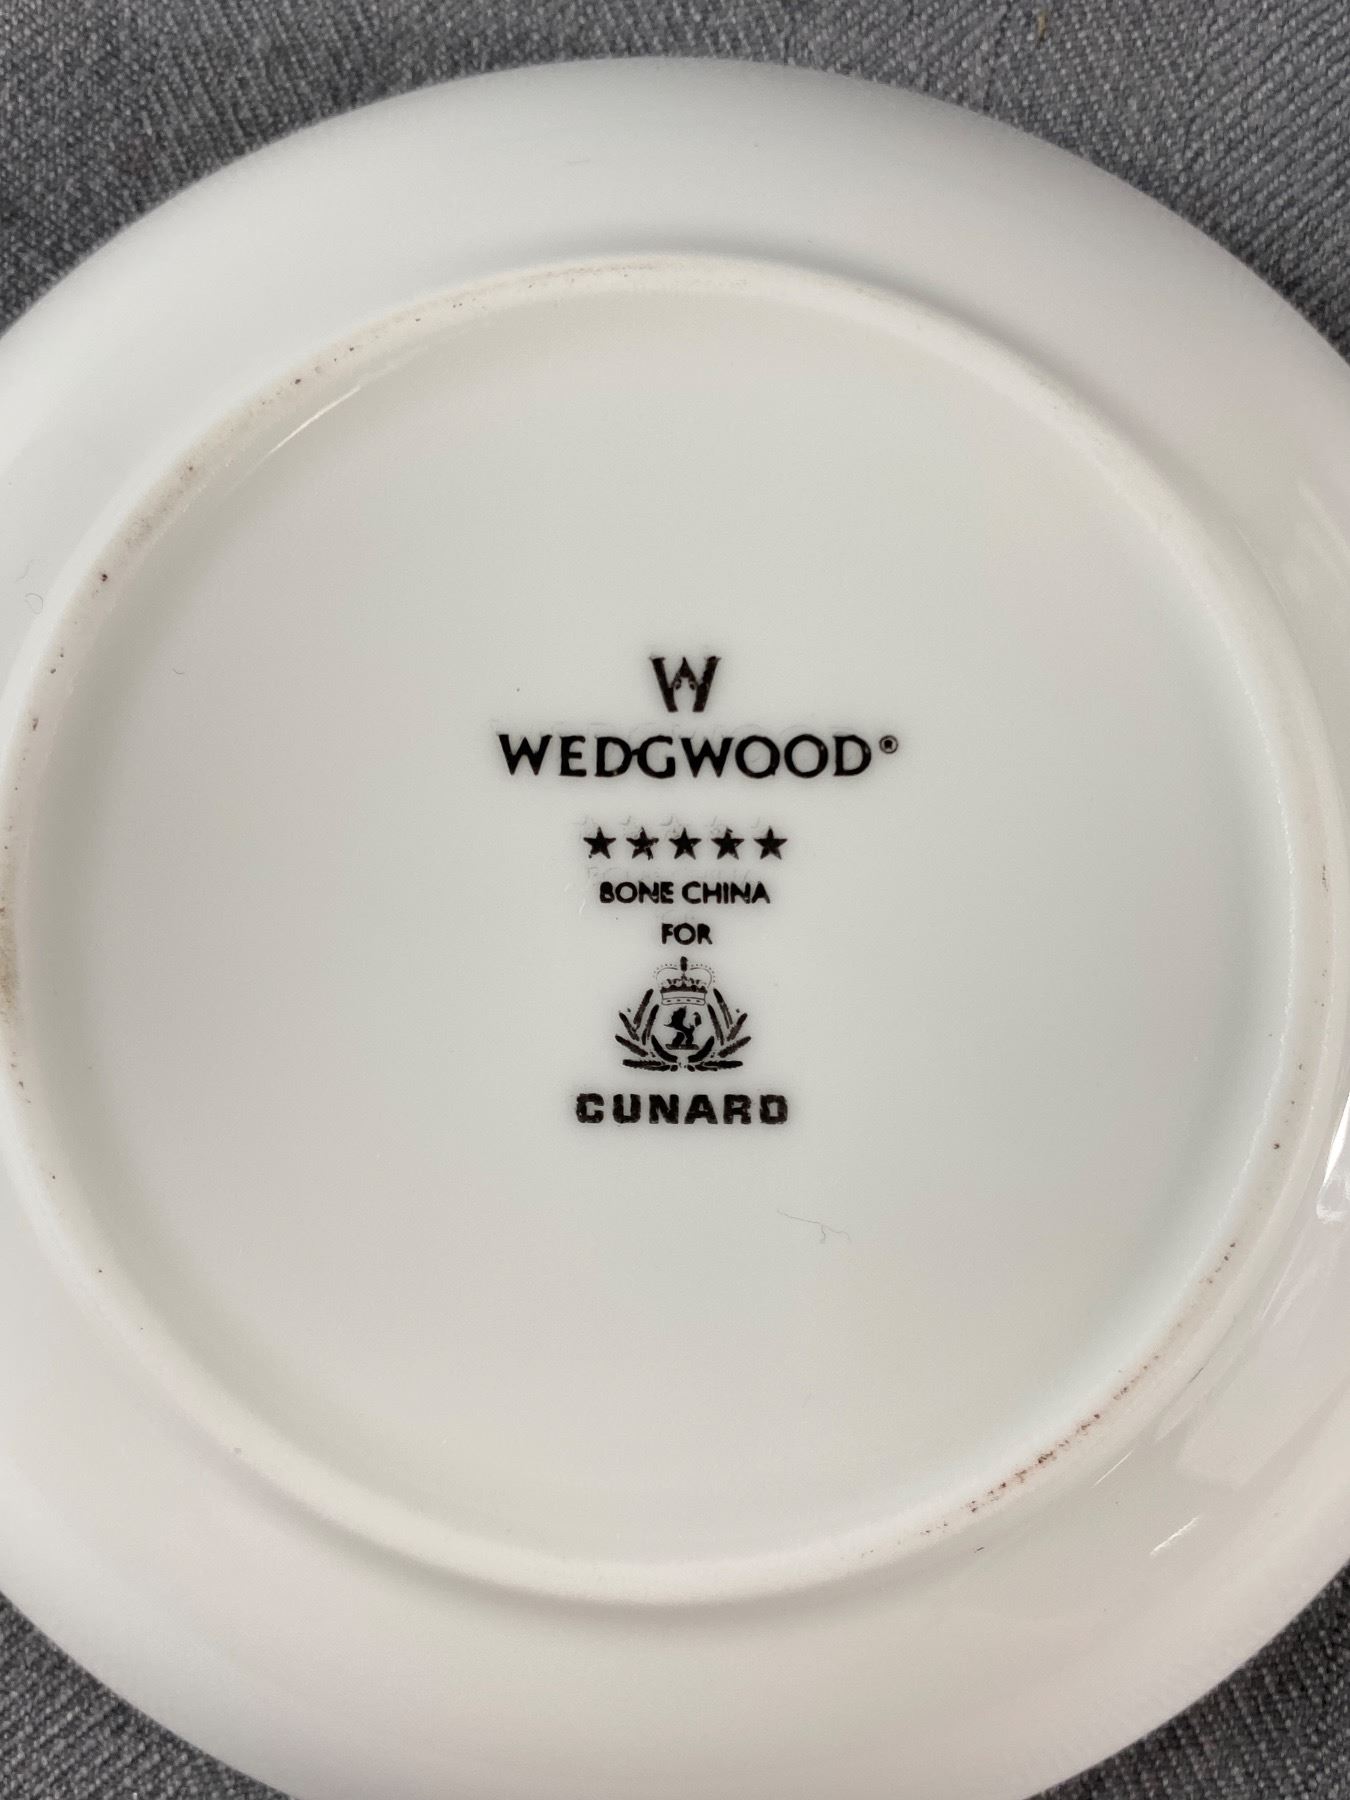 W
WEDGWOOD®
★★★★★
BONE CHINA
FOR
CUNARD